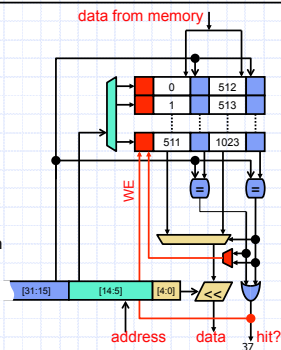 data from memory
0 512
1 513
511 1023
WE
= =
[31:15] [14:5] [4:0] <<
address data hit?
37